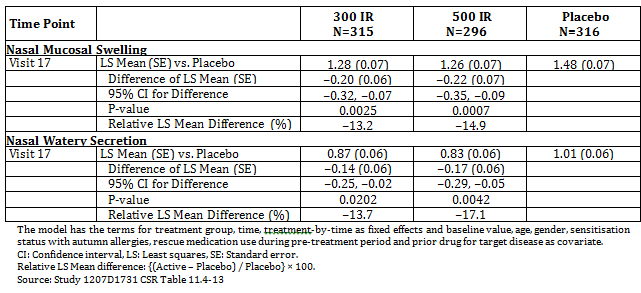 Time Point 300 IR N=315 500 IR N=296 Placebo N=316
Nasal Mucosal Swelling
Visit 17 LS Mean (SE) vs. Placebo 1.28 (0.07) 1.26 (0.07) 1.48 (0.07)
Difference of LS Mean (SE) −0.20 (0.06) −0.22 (0.07)
95% CI for Difference −0.32, −0.07 −0.35, −0.09
P-value 0.0025 0.0007
Relative LS Mean Difference (%) −13.2 −14.9
Nasal Watery Secretion
Visit 17 LS Mean (SE) vs. Placebo 0.87 (0.06) 0.83 (0.06) 1.01 (0.06)
Difference of LS Mean (SE) −0.14 (0.06) −0.17 (0.06)
95% CI for Difference −0.25, −0.02 −0.29, −0.05
P-value 0.0202 0.0042
Relative LS Mean Difference (%) −13.7 −17.1
The model has the terms for treatment group, time, treatment-by-time as fixed effects and baseline value, age, gender, sensitisation
status with autumn allergies, rescue medication use during pre-treatment period and prior drug for target disease as covariate.
CI: Confidence interval, LS: Least squares, SE: Standard error.
Relative LS Mean difference: {(Active – Placebo) / Placebo} × 100.
Source: Study 1207D1731 CSR Table 11.4-13